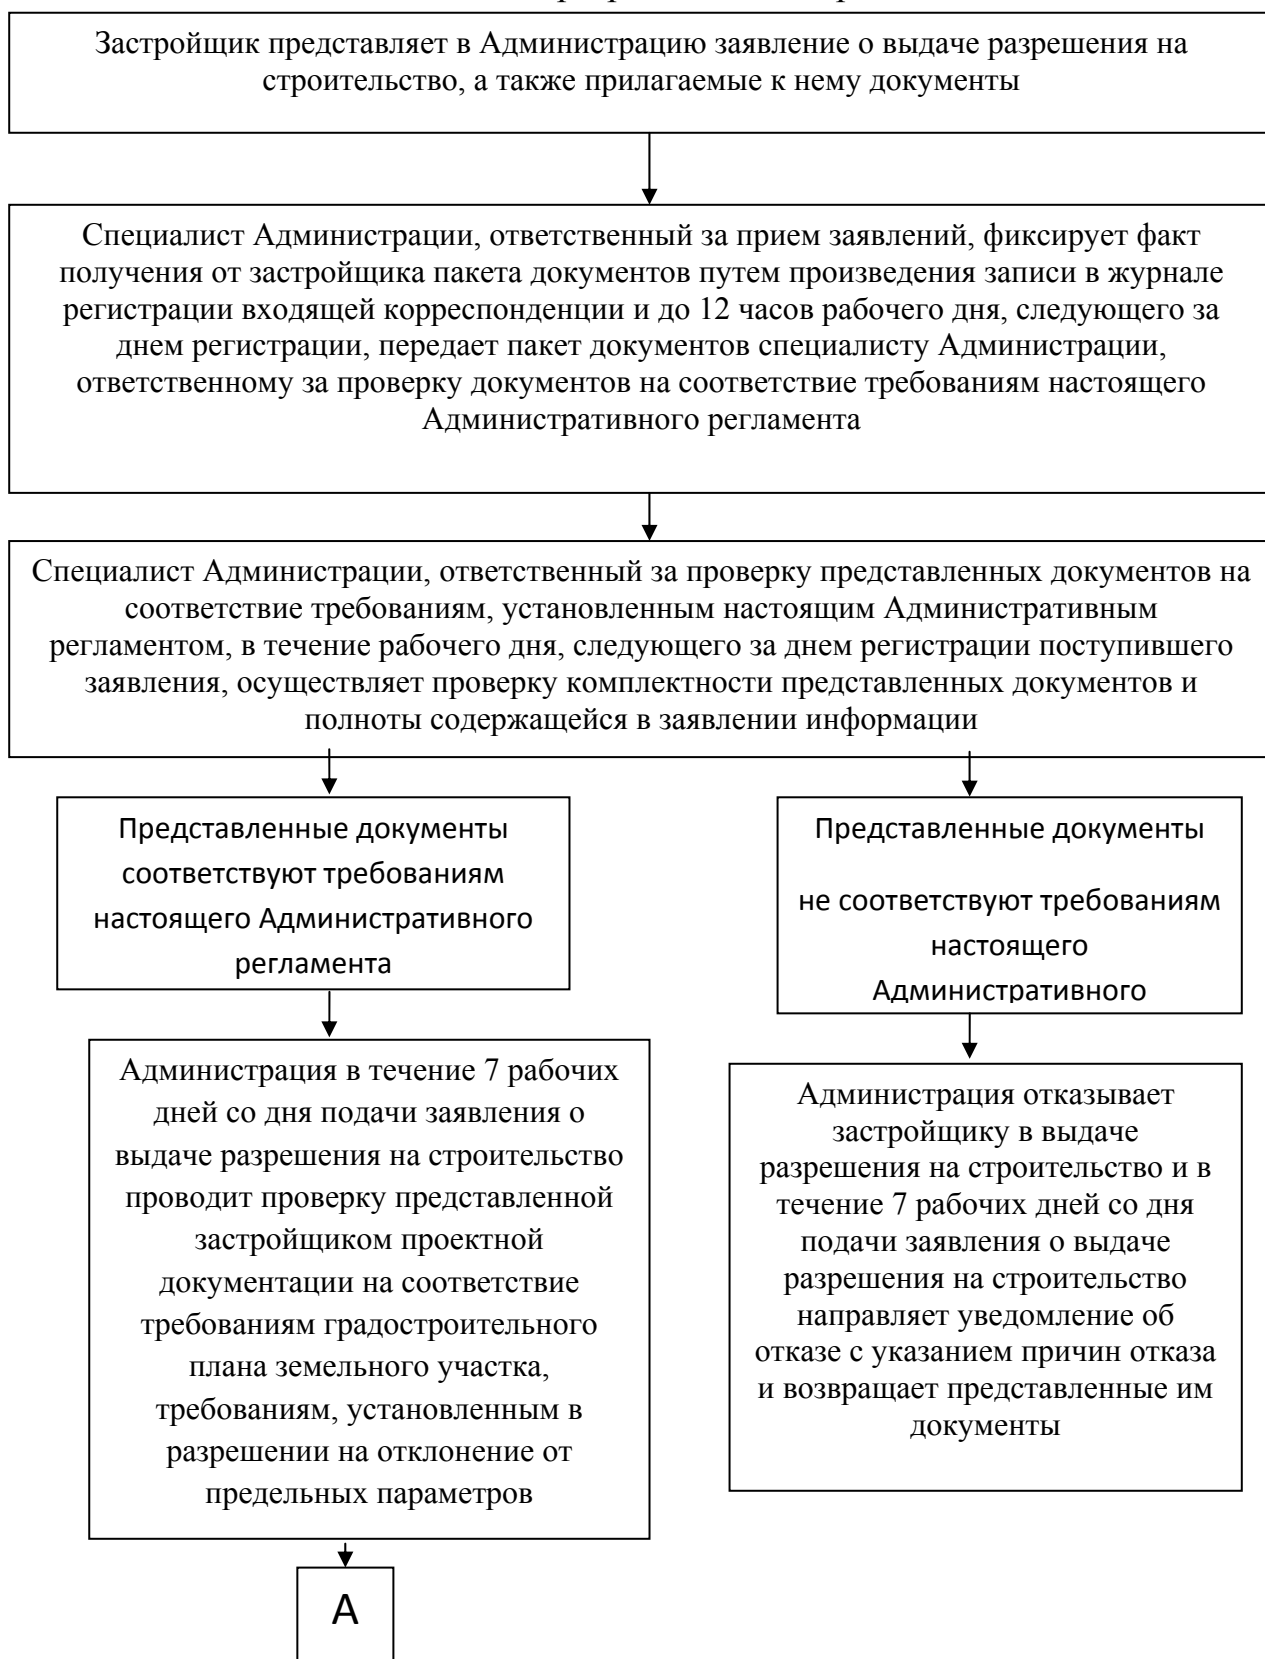 Застройщик представляет в Администрацию заявление о выдаче разрешения на
строительство, а также прилагаемые к нему документы
Специалист Администрации, ответственный за прием заявлений, фиксирует факт
получения от застройщика пакета документов путем произведения записи в журнале
регистрации входящей корреспонденции и до 12 часов рабочего дня, следующего за
днем регистрации, передает пакет документов специалисту Администрации,
ответственному за проверку документов на соответствие требованиям настоящего
Административного регламента
Специалист Администрации, ответственный за проверку представленных документов на
соответствие требованиям, установленным настоящим Административным
регламентом, в течение рабочего дня, следующего за днем регистрации поступившего
заявления, осуществляет проверку комплектности представленных документов и
полноты содержащейся в заявлении информации
Представленные документы
соответствуют требованиям
настоящего Административного
регламента
Представленные документы
не соответствуют требованиям
настоящего
Административного
Администрация в течение 7 рабочих
дней со дня подачи заявления о
выдаче разрешения на строительство
проводит проверку представленной
застройщиком проектной
документации на соответствие
требованиям градостроительного
плана земельного участка,
требованиям, установленным в
разрешении на отклонение от
предельных параметров
Администрация отказывает
застройщику в выдаче
разрешения на строительство и в
течение 7 рабочих дней со дня
подачи заявления о выдаче
разрешения на строительство
направляет уведомление об
отказе с указанием причин отказа
и возвращает представленные им
документы
А